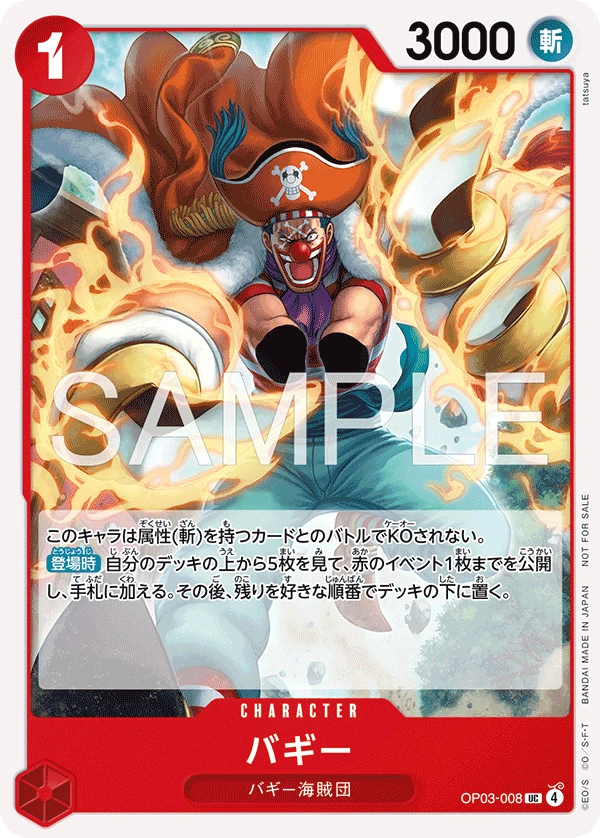 1
3000
斬
tatsuya
SAMPLE
このキャラは属性(斬)を持つカードとのバトルでKOされない。
登場時 自分のデッキの上から5枚を見て、赤のイベント1枚までを公開
し、手札に加える。その後、残りを好きな順番でデッキの下に置く。
CHARACTER
バギー
バギー海賊団
OP03-008 UC 4
©EO/S ©O/S・F・T BANDAI MADE IN JAPAN NOT FOR SALE